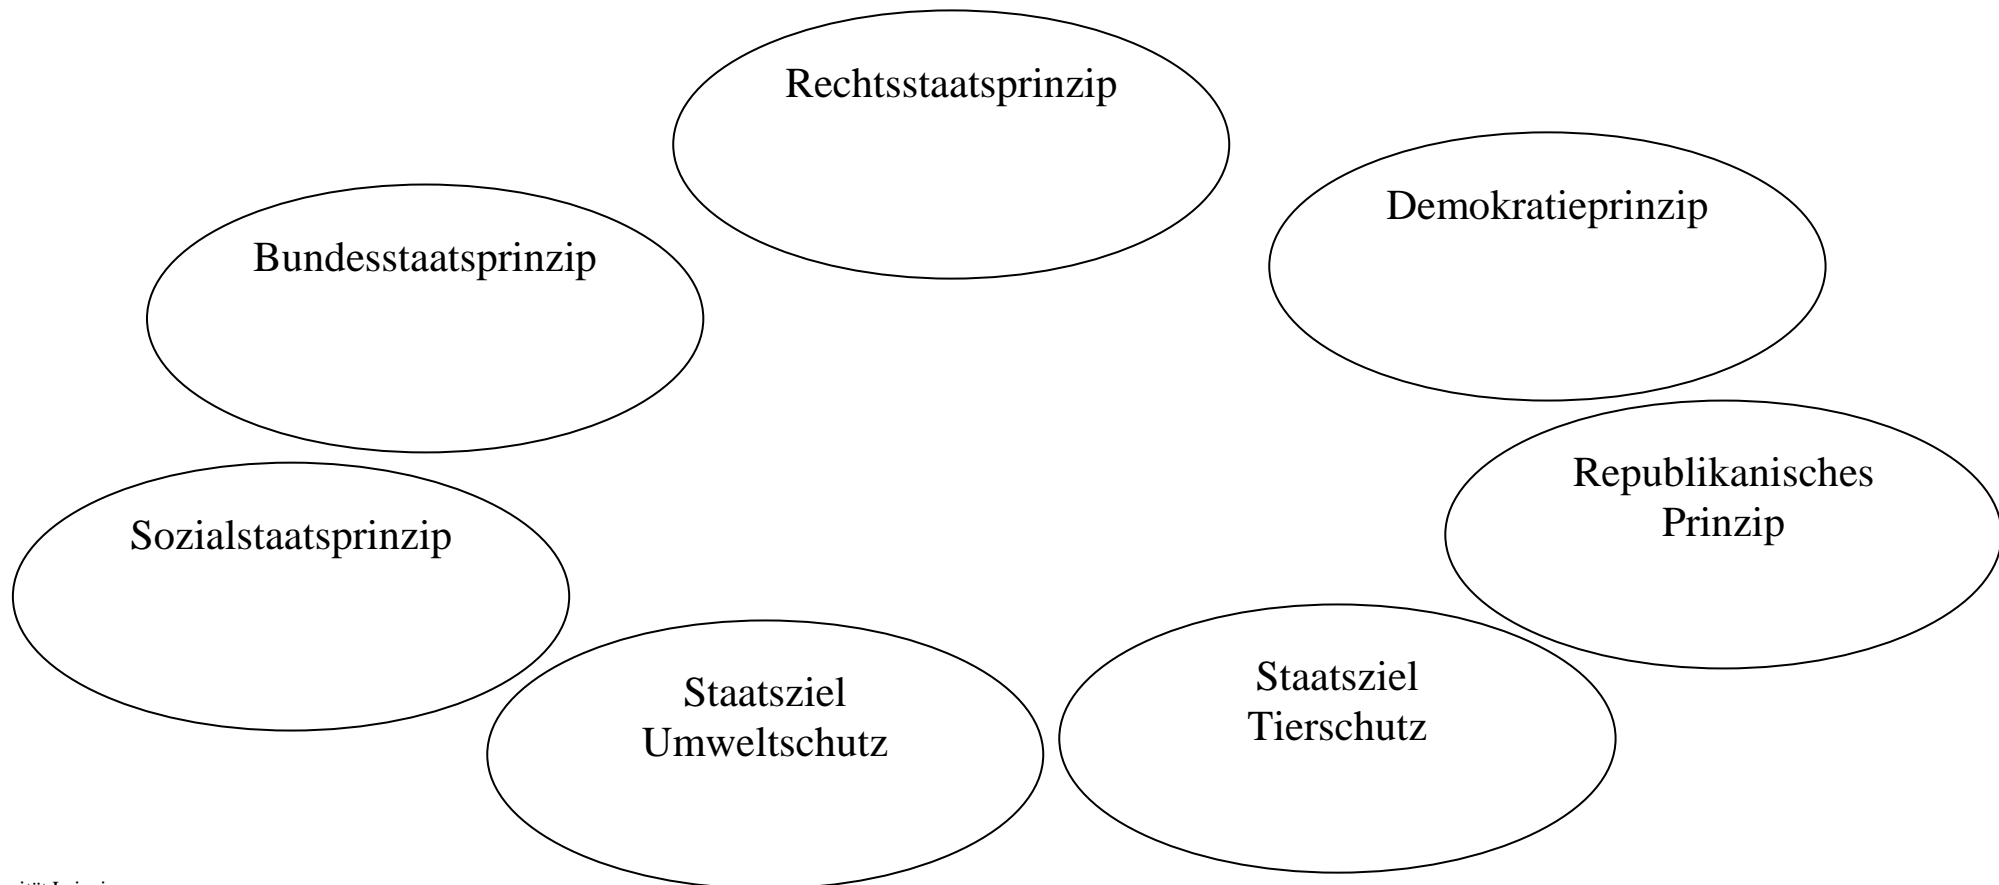 Rechtsstaatsprinzip
Demokratieprinzip
Bundesstaatsprinzip
Republikanisches
Prinzip
Sozialstaatsprinzip
Staatsziel
Tierschutz
Staatsziel
Umweltschutz